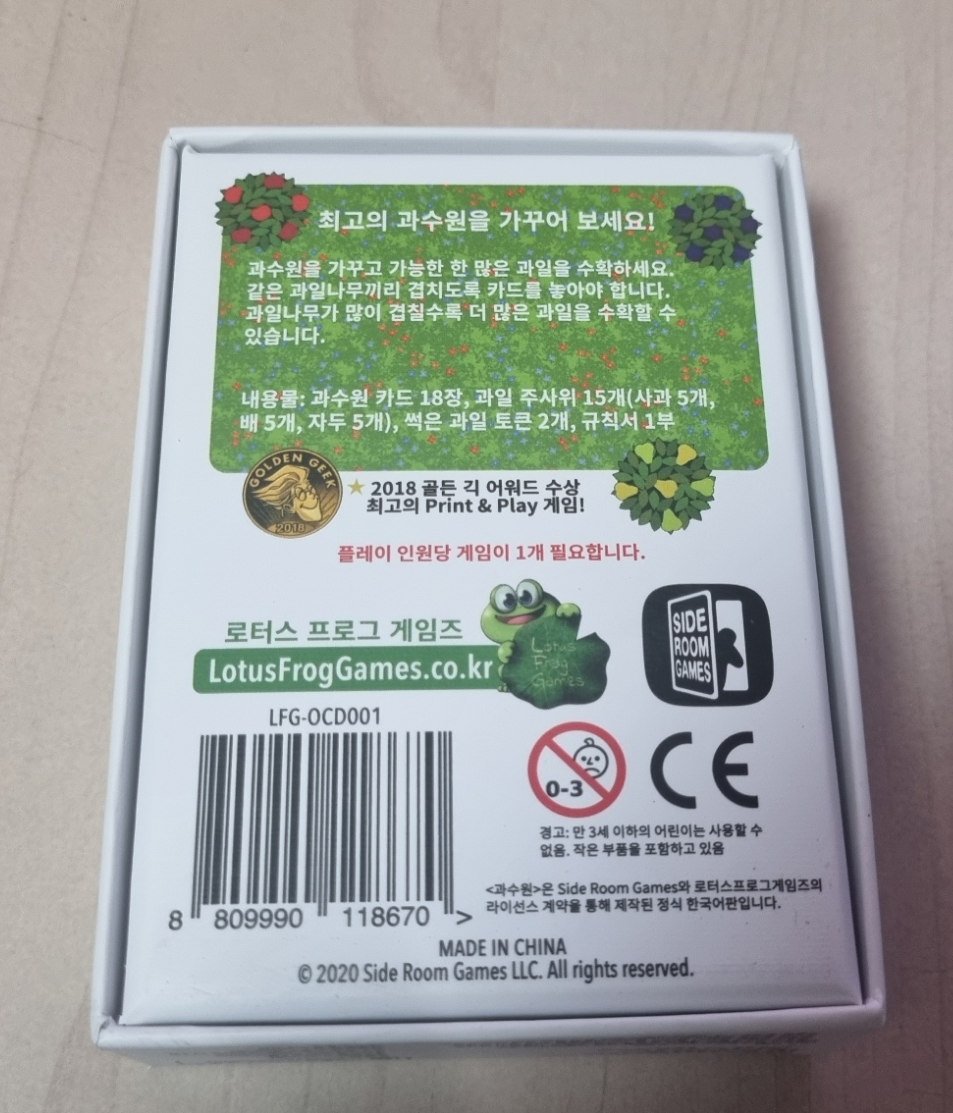 최고의 과수원을 가꾸어 보세요!
과수원을 가꾸고 가능한 한 많은 과일을 수확하세요.
같은 과일나무끼리 겹치도록 카드를 놓아야 합니다.
과일나무가 많이 겹칠수록 더 많은 과일을 수확할 수
있습니다.
내용물: 과수원 카드 18장, 과일 주사위 15개(사과 5개,
배 5개, 자두 5개), 썩은 과일 토큰 2개, 규칙서 1부
GOLDEN GEEK
2018
2018 골든 긱 어워드 수상
최고의 Print & Play 게임!
플레이 인원당 게임이 1개 필요합니다.
로터스 프로그 게임즈
LotusFrogGames.co.kr
Lotus
Frog
Games
SIDE
ROOM
GAMES
LFG-OCD001
8 809990 118670 >
0-3
CE
경고: 만 3세 이하의 어린이는 사용할 수
없음. 작은 부품을 포함하고 있음
<과수원>은 Side Room Games와 로터스프로그게임즈의
라이선스 계약을 통해 제작된 정식 한국어판입니다.
MADE IN CHINA
© 2020 Side Room Games LLC. All rights reserved.